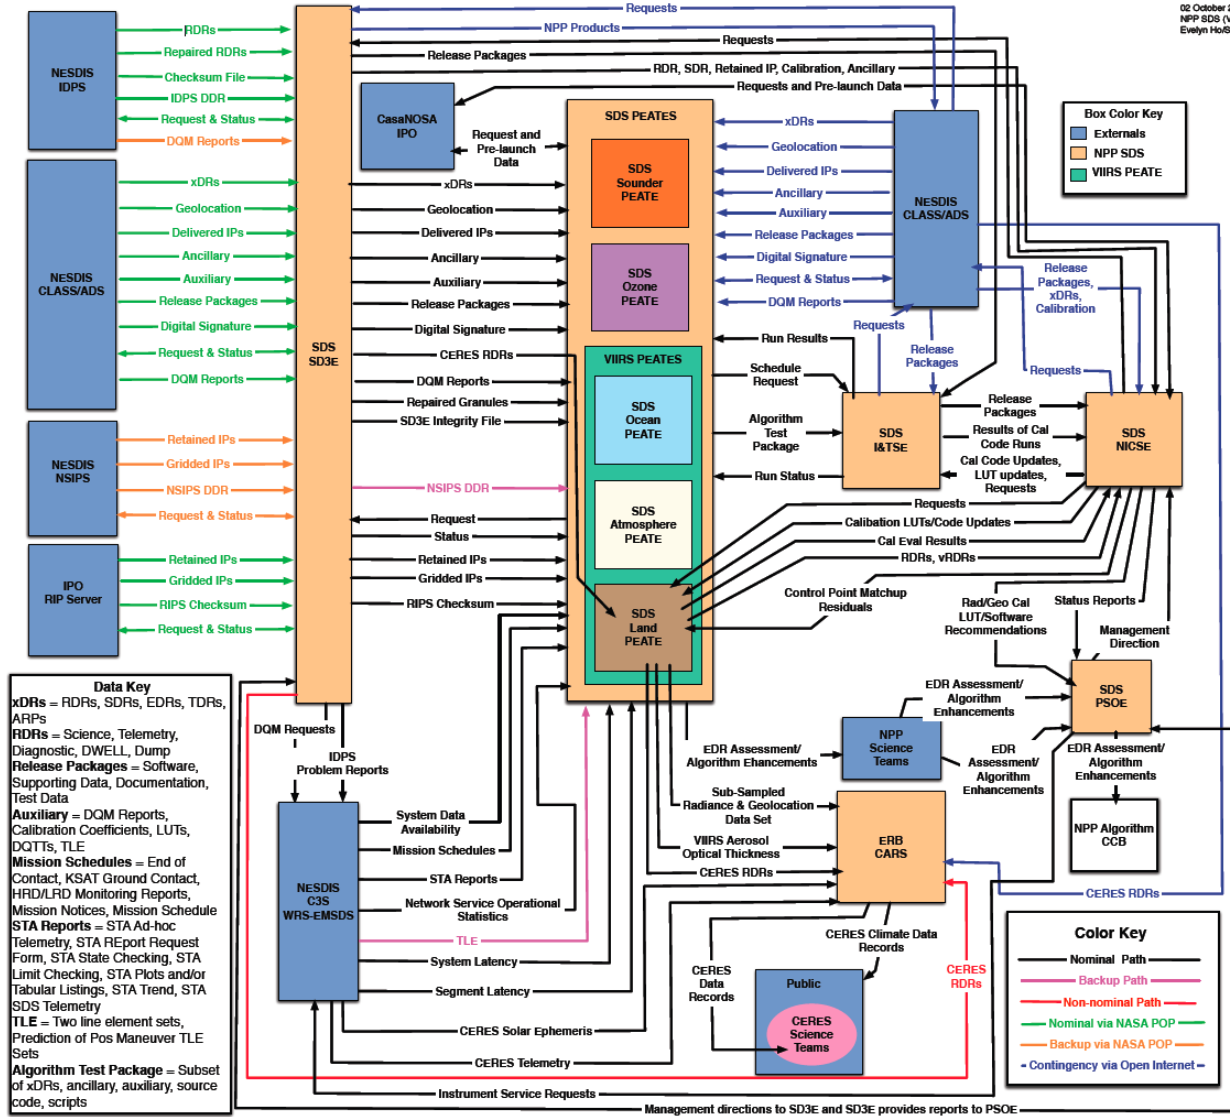 02 October 2
NPP SDS (V
Evelyn Ho/S
Requests
NPP Products
Requests
Release Packages
RDR, SDR, Retained IP, Calibration, Ancillary
Requests and Pre-launch Data
NESDIS
IDPS
RDRs
Repaired RDRs
Checksum File
IDPS DDR
Request & Status
DQM Reports
NESDIS
CLASS/ADS
xDRs
Geolocation
Delivered IPs
Ancillary
Auxiliary
Release Packages
Digital Signature
Request & Status
DQM Reports
NESDIS
NSIPS
Retained IPs
Gridded IPs
NSIPS DDR
Request & Status
IPO
RIP Server
Retained IPs
Gridded IPs
RIPS Checksum
Request & Status
SDS
SD3E
CasaNOSA
IPO
Request and
Pre-launch
Data
xDRs
Geolocation
Delivered IPs
Ancillary
Auxiliary
Release Packages
Digital Signature
CERES RDRs
DQM Reports
Repaired Granules
SD3E Integrity File
NSIPS DDR
Request
Status
Retained IPs
Gridded IPs
RIPS Checksum
SDS PEATES
SDS
Sounder
PEATE
SDS
Ozone
PEATE
VIIRS PEATES
SDS
Ocean
PEATE
SDS
Atmosphere
PEATE
SDS
Land
PEATE
xDRs
Geolocation
Delivered IPs
Ancillary
Auxiliary
Release Packages
Digital Signature
Request & Status
DQM Reports
NESDIS
CLASS/ADS
Box Color Key
Externals
NPP SDS
VIIRS PEATE
Release
Packages,
xDRs,
Calibration
Requests
Release
Packages
Requests
Run Results
Schedule
Request
Algorithm
Test
Package
Run Status
SDS
I&TSE
Release
Packages
Results of Cal
Code Runs
Cal Code Updates,
LUT updates,
Requests
SDS
NICSE
Requests
Calibation LUTs/Code Updates
Cal Eval Results
RDRs, vRDRs
Control Point Matchup
Residuals
Rad/Geo Cal
LUT/Software
Recommendations
Status Reports
Management
Direction
SDS
PSOE
EDR Assessment/
Algorithm
Enhancements
NPP
Science
Teams
EDR Assessment/
Algorithm Ehancements
EDR
Assessment/
Algorithm
Enhancements
EDR Assessment/
Algorithm
Enhancements
NPP Algorithm
CCB
Sub-Sampled
Radiance & Geolocation
Data Set
VIIRS Aerosol
Optical Thickness
CERES RDRs
ERB
CARS
CERES RDRs
CERES
RDRs
DQM Requests
IDPS
Problem Reports
NESDIS
C3S
WRS-EMSDS
System Data
Availability
Mission Schedules
STA Reports
Network Service Operational
Statistics
TLE
System Latency
Segment Latency
CERES Solar Ephemeris
CERES Telemetry
Instrument Service Requests
Management directions to SD3E and SD3E provides reports to PSOE
CERES Climate Data
Records
CERES
Data
Records
Public
CERES
Science
Teams
Data Key
xDRs = RDRs, SDRs, EDRs, TDRs,
ARPs
RDRs = Science, Telemetry,
Diagnostic, DWELL, Dump
Release Packages = Software,
Supporting Data, Documentation,
Test Data
Auxiliary = DQM Reports,
Calibration Coefficients, LUTs,
DQTTs, TLE
Mission Schedules = End of
Contact, KSAT Ground Contact,
HRD/LRD Monitoring Reports,
Mission Notices, Mission Schedule
STA Reports = STA Ad-hoc
Telemetry, STA REport Request
Form, STA State Checking, STA
Limit Checking, STA Plots and/or
Tabular Listings, STA Trend, STA
SDS Telemetry
TLE = Two line element sets,
Prediction of Pos Maneuver TLE
Sets
Algorithm Test Package = Subset
of xDRs, ancillary, auxiliary, source
code, scripts
Color Key
Nominal Path
Backup Path
Non-nominal Path
Nominal via NASA POP
Backup via NASA POP
Contingency via Open Internet